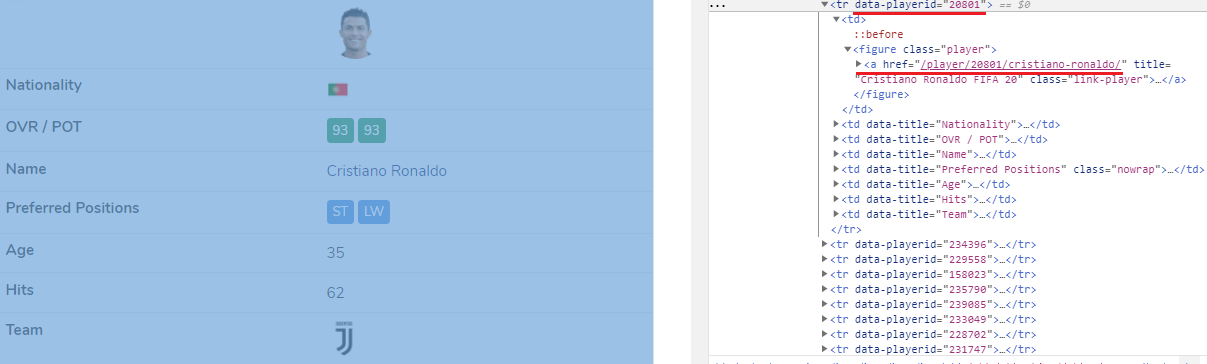 Nationality
OVR / POT 93 93
Name Cristiano Ronaldo
Preferred Positions ST LW
Age 35
Hits 62
Team
...
▼<tr data-playerid="20801"> == $0
▼<td>
::before
▼<figure class="player">
▶<a href="/player/20801/cristiano-ronaldo/" title=
"Cristiano Ronaldo FIFA 20" class="link-player">…</a>
</figure>
</td>
▶<td data-title="Nationality">…</td>
▶<td data-title="OVR / POT">…</td>
▶<td data-title="Name">…</td>
▶<td data-title="Preferred Positions" class="nowrap">…</td>
▶<td data-title="Age">…</td>
▶<td data-title="Hits">…</td>
▶<td data-title="Team">…</td>
</tr>
▶<tr data-playerid="234396">…</tr>
▶<tr data-playerid="229558">…</tr>
▶<tr data-playerid="158023">…</tr>
▶<tr data-playerid="235790">…</tr>
▶<tr data-playerid="239085">…</tr>
▶<tr data-playerid="233049">…</tr>
▶<tr data-playerid="228702">…</tr>
▶<tr data-playerid="231747">…</tr>